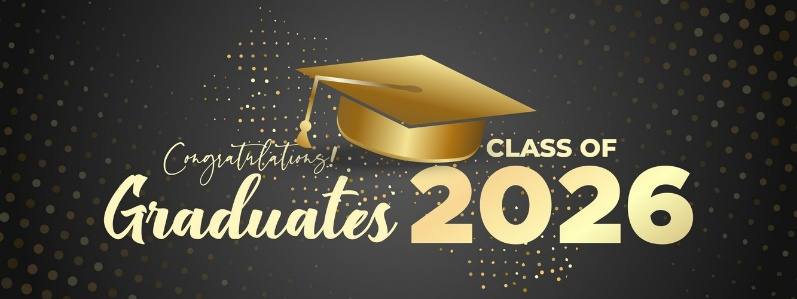 Congratulations!
Graduates
CLASS OF
2026